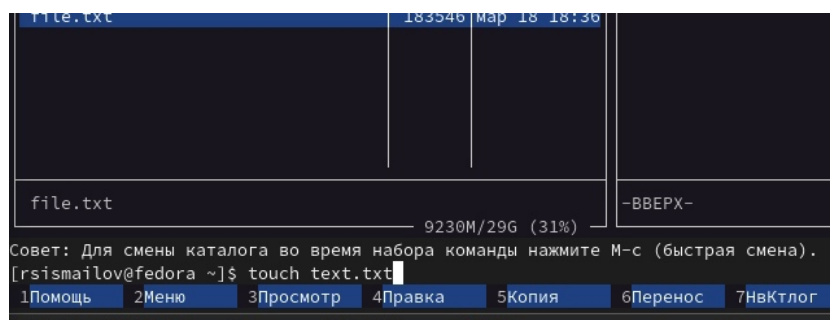 file.txt 183546 мар 18 18:36
file.txt -ВВЕРХ-
9230M/29G (31%)
Совет: Для смены каталога во время набора команды нажмите M-c (быстрая смена).
[rsismailov@fedora ~]$ touch text.txt
1Помощь 2Меню 3Просмотр 4Правка 5Копия 6Перенос 7НвКтлог